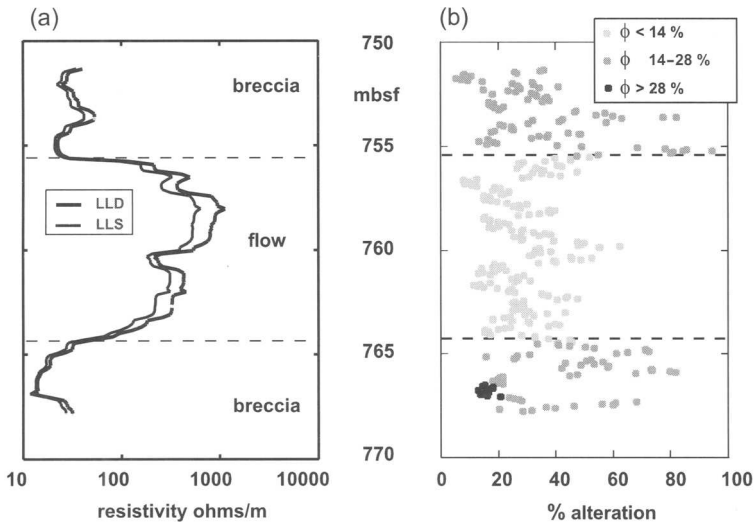 (a)
breccia
LLD
LLS
flow
breccia
10 100 1000 10000
resistivity ohms/m
750
mbsf
755
760
765
770
(b)
ϕ < 14 %
ϕ 14–28 %
ϕ > 28 %
0 20 40 60 80 100
% alteration